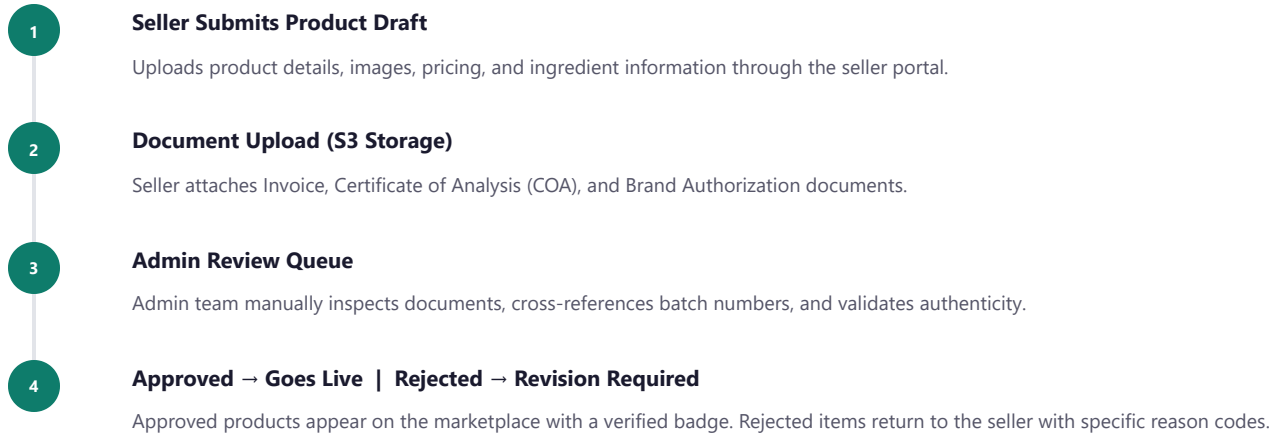 1
Seller Submits Product Draft
Uploads product details, images, pricing, and ingredient information through the seller portal.
2
Document Upload (S3 Storage)
Seller attaches Invoice, Certificate of Analysis (COA), and Brand Authorization documents.
3
Admin Review Queue
Admin team manually inspects documents, cross-references batch numbers, and validates authenticity.
4
Approved → Goes Live | Rejected → Revision Required
Approved products appear on the marketplace with a verified badge. Rejected items return to the seller with specific reason codes.